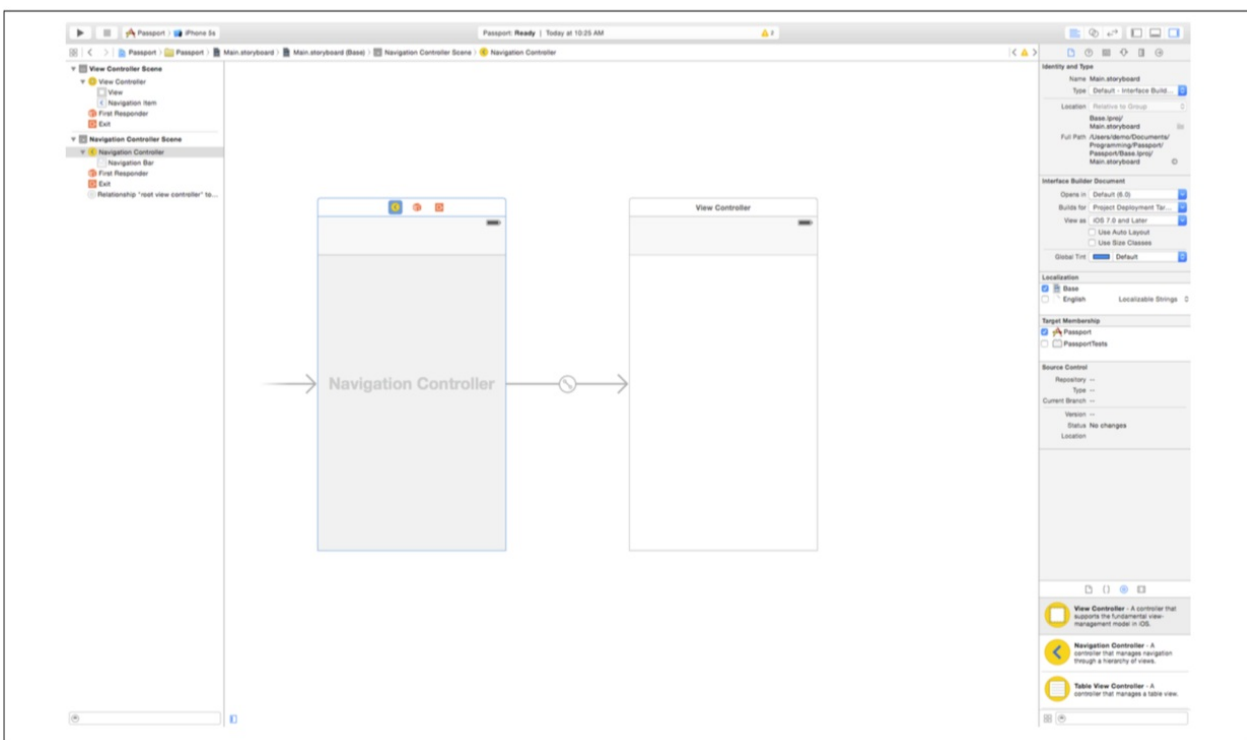 Passport iPhone 5s
Passport: Ready | Today at 10:25 AM
2
Passport Passport Main.storyboard Main.storyboard (Base) Navigation Controller Scene Navigation Controller
View Controller Scene
View Controller
View
Navigation Item
First Responder
Exit
Navigation Controller Scene
Navigation Controller
Navigation Bar
First Responder
Exit
Relationship "root view controller" to...
Navigation Controller
View Controller
Identity and Type
Name Main.storyboard
Type Default - Interface Build...
Location Relative to Group
Base.lproj/
Main.storyboard
Full Path /Users/demo/Documents/
Programming/Passport/
Passport/Base.lproj/
Main.storyboard
Interface Builder Document
Opens in Default (6.0)
Builds for Project Deployment Tar...
View as iOS 7.0 and Later
Use Auto Layout
Use Size Classes
Global Tint Default
Localization
Base
English Localizable Strings
Target Membership
Passport
PassportTests
Source Control
Repository --
Type --
Current Branch --
Version --
Status No changes
Location
View Controller - A controller that
supports the fundamental view-
management model in iOS.
Navigation Controller - A
controller that manages navigation
through a hierarchy of views.
Table View Controller - A
controller that manages a table view.